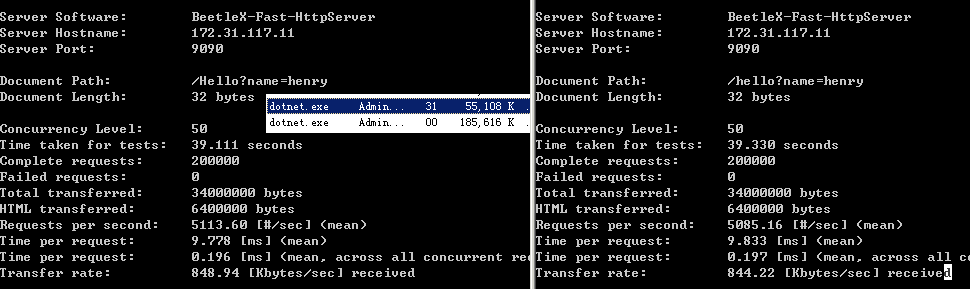 Server Software: BeetleX-Fast-HttpServer
Server Hostname: 172.31.117.11
Server Port: 9090
Document Path: /Hello?name=henry
Document Length: 32 bytes
dotnet.exe Admin... 31 55,108 K .
dotnet.exe Admin... 00 185,616 K .
Concurrency Level: 50
Time taken for tests: 39.111 seconds
Complete requests: 200000
Failed requests: 0
Total transferred: 34000000 bytes
HTML transferred: 6400000 bytes
Requests per second: 5113.60 [#/sec] (mean)
Time per request: 9.778 [ms] (mean)
Time per request: 0.196 [ms] (mean, across all concurrent re
Transfer rate: 848.94 [Kbytes/sec] received
Server Software: BeetleX-Fast-HttpServer
Server Hostname: 172.31.117.11
Server Port: 9090
Document Path: /hello?name=henry
Document Length: 32 bytes
Concurrency Level: 50
Time taken for tests: 39.330 seconds
Complete requests: 200000
Failed requests: 0
Total transferred: 34000000 bytes
HTML transferred: 6400000 bytes
Requests per second: 5085.16 [#/sec] (mean)
Time per request: 9.833 [ms] (mean)
Time per request: 0.197 [ms] (mean, across all c
Transfer rate: 844.22 [Kbytes/sec] received